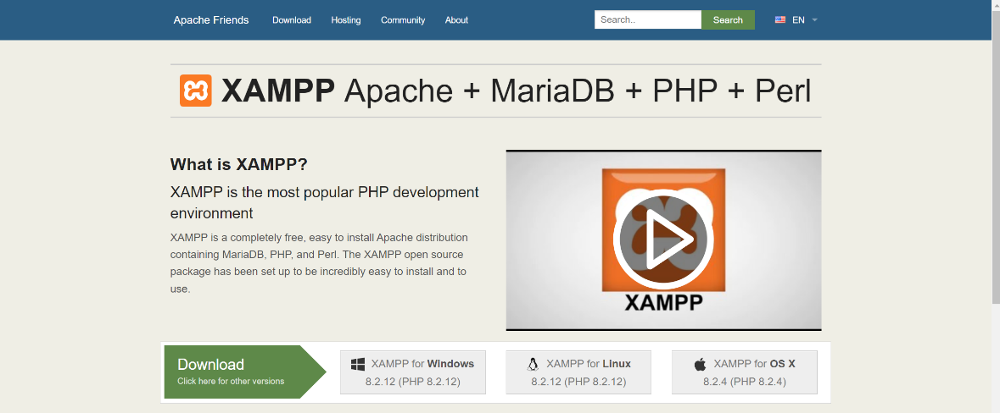 Apache Friends Download Hosting Community About Search.. Search EN
XAMPP Apache + MariaDB + PHP + Perl
What is XAMPP?
XAMPP is the most popular PHP development
environment
XAMPP is a completely free, easy to install Apache distribution
containing MariaDB, PHP, and Perl. The XAMPP open source
package has been set up to be incredibly easy to install and to
use.
XAMPP
Download
Click here for other versions
XAMPP for Windows
8.2.12 (PHP 8.2.12)
XAMPP for Linux
8.2.12 (PHP 8.2.12)
XAMPP for OS X
8.2.4 (PHP 8.2.4)